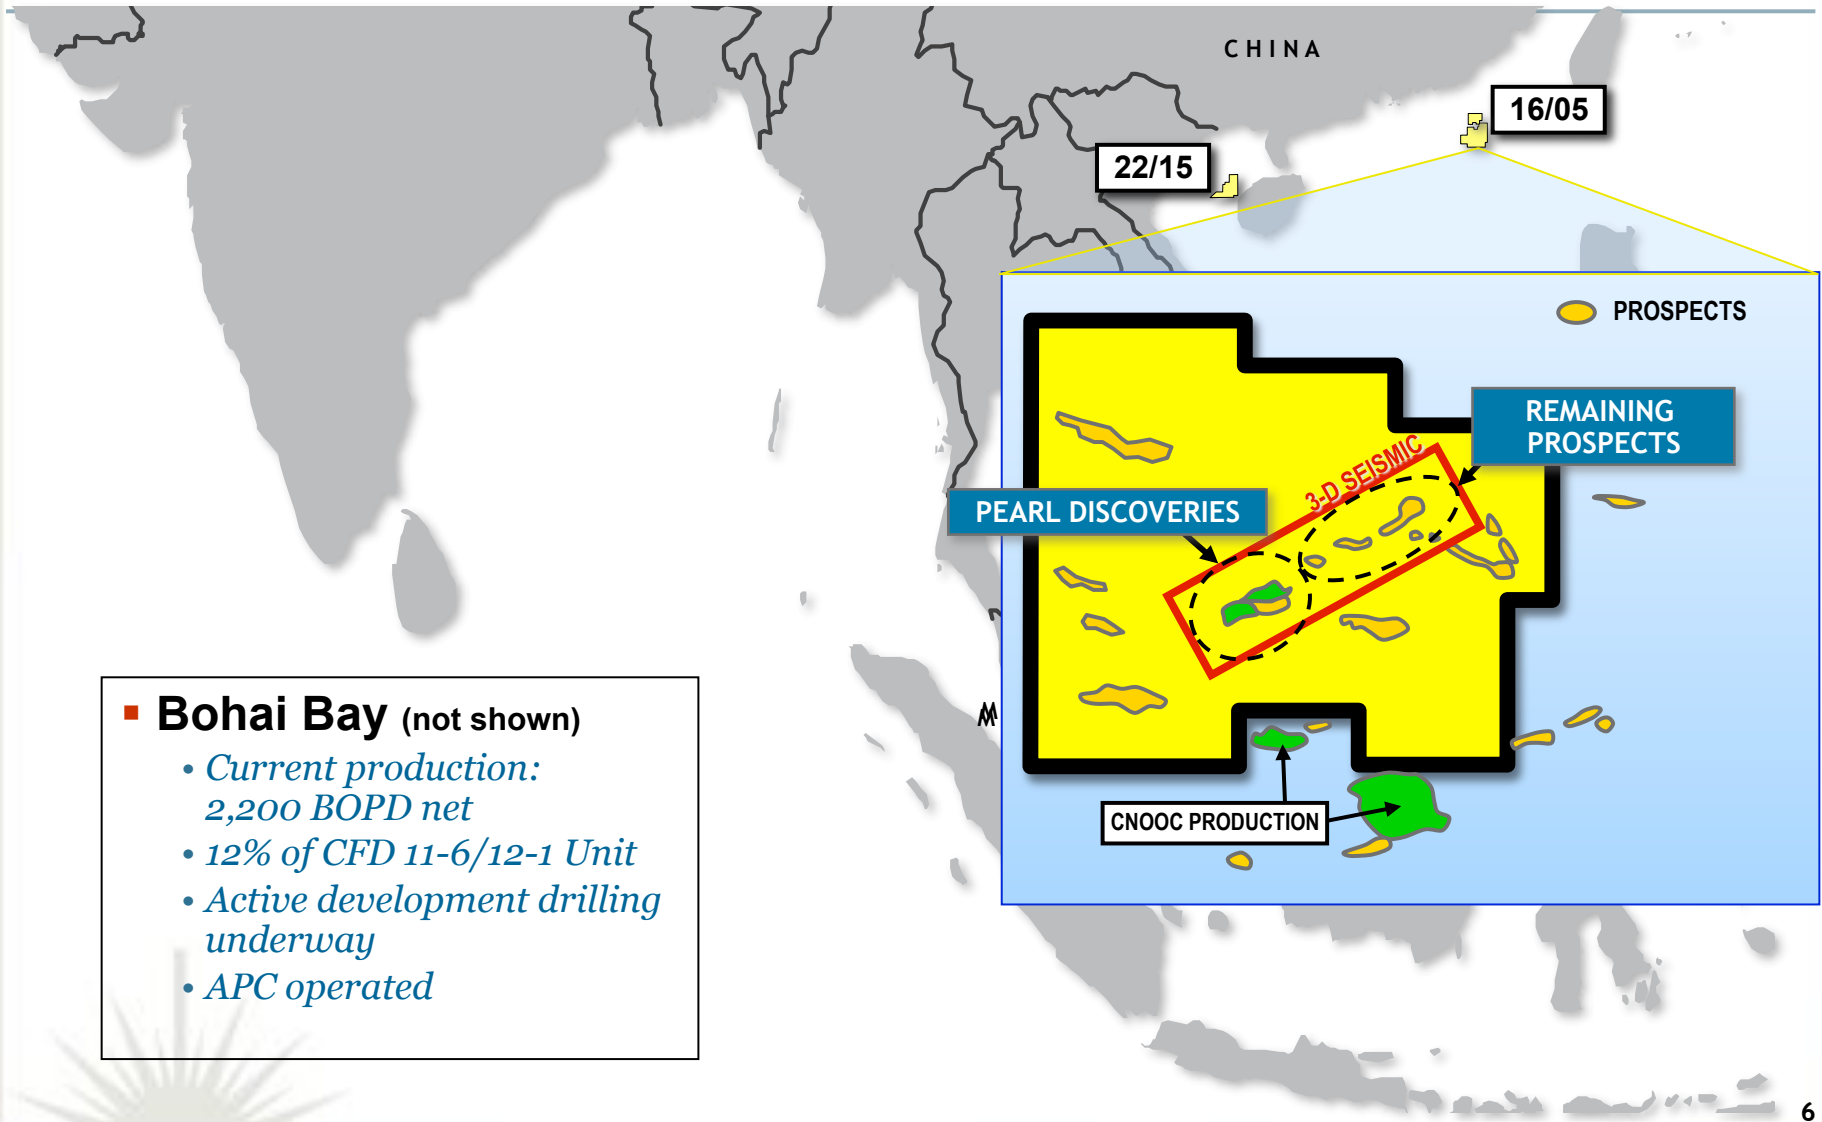 CHINA
16/05
22/15
PROSPECTS
REMAINING
PROSPECTS
3-D SEISMIC
PEARL DISCOVERIES
CNOOC PRODUCTION
▪ Bohai Bay (not shown)
• Current production:
2,200 BOPD net
• 12% of CFD 11-6/12-1 Unit
• Active development drilling
underway
• APC operated
6